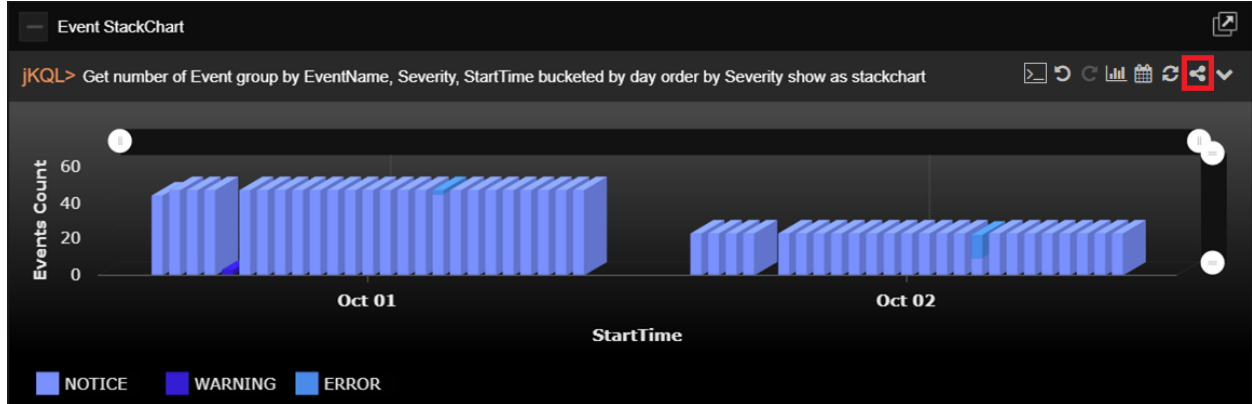 Event StackChart
jKQL> Get number of Event group by EventName, Severity, StartTime bucketed by day order by Severity show as stackchart
Events Count
60
40
20
0
Oct 01
Oct 02
StartTime
NOTICE
WARNING
ERROR